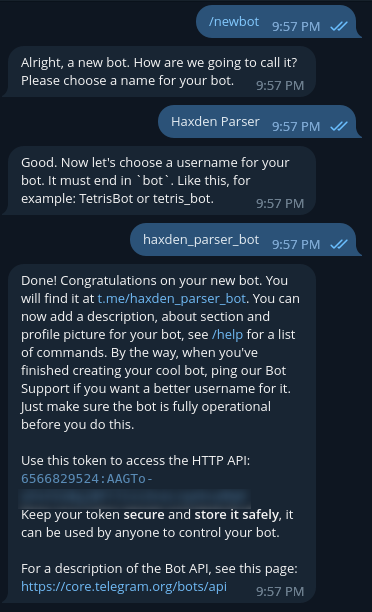 /newbot
9:57 PM
Alright, a new bot. How are we going to call it?
Please choose a name for your bot.
9:57 PM
Haxden Parser
9:57 PM
Good. Now let's choose a username for your
bot. It must end in `bot`. Like this, for
example: TetrisBot or tetris_bot.
9:57 PM
haxden_parser_bot
9:57 PM
Done! Congratulations on your new bot. You
will find it at t.me/haxden_parser_bot. You can
now add a description, about section and
profile picture for your bot, see /help for a list
of commands. By the way, when you've
finished creating your cool bot, ping our Bot
Support if you want a better username for it.
Just make sure the bot is fully operational
before you do this.
Use this token to access the HTTP API:
6566829524:AAGTo-
Keep your token secure and store it safely, it
can be used by anyone to control your bot.
For a description of the Bot API, see this page:
https://core.telegram.org/bots/api
9:57 PM